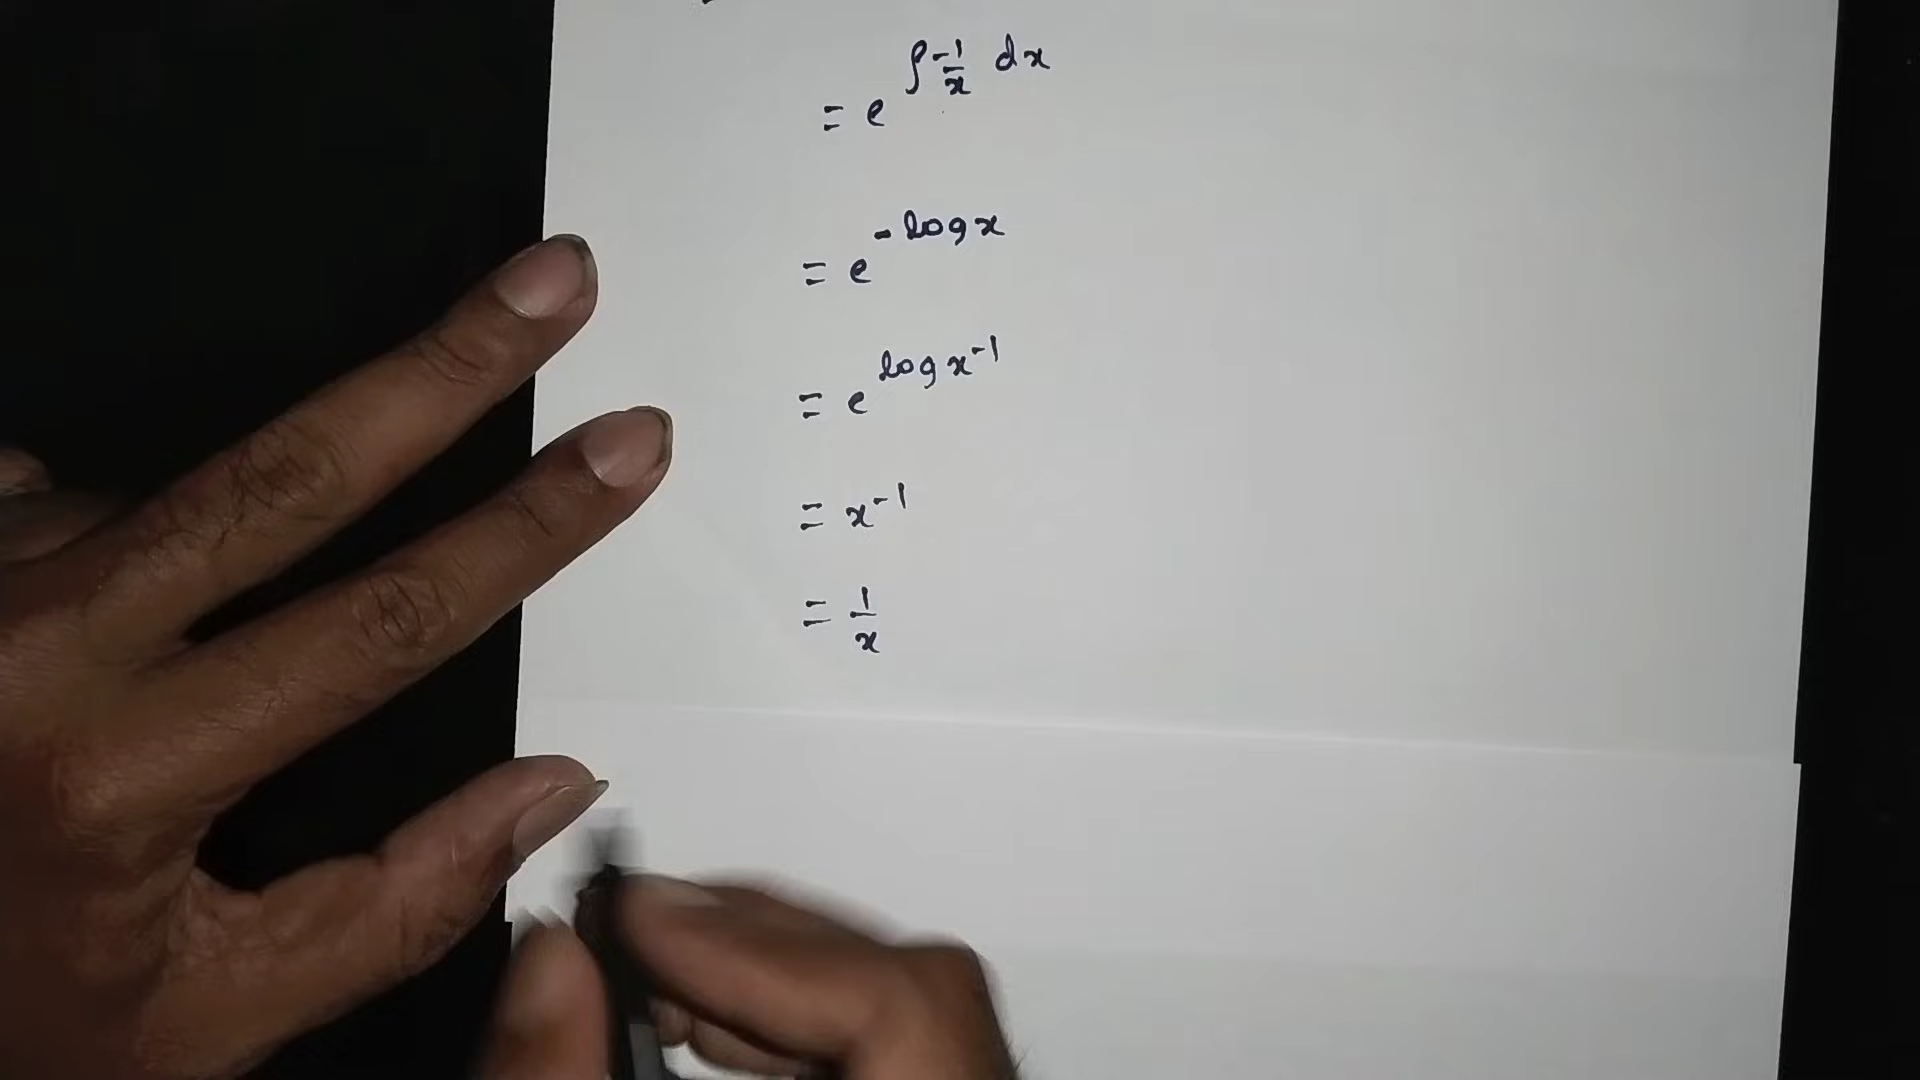 = e^{∫ -1/x dx}
= e^{-log x}
= e^{log x^{-1}}
= x^{-1}
= 1/x